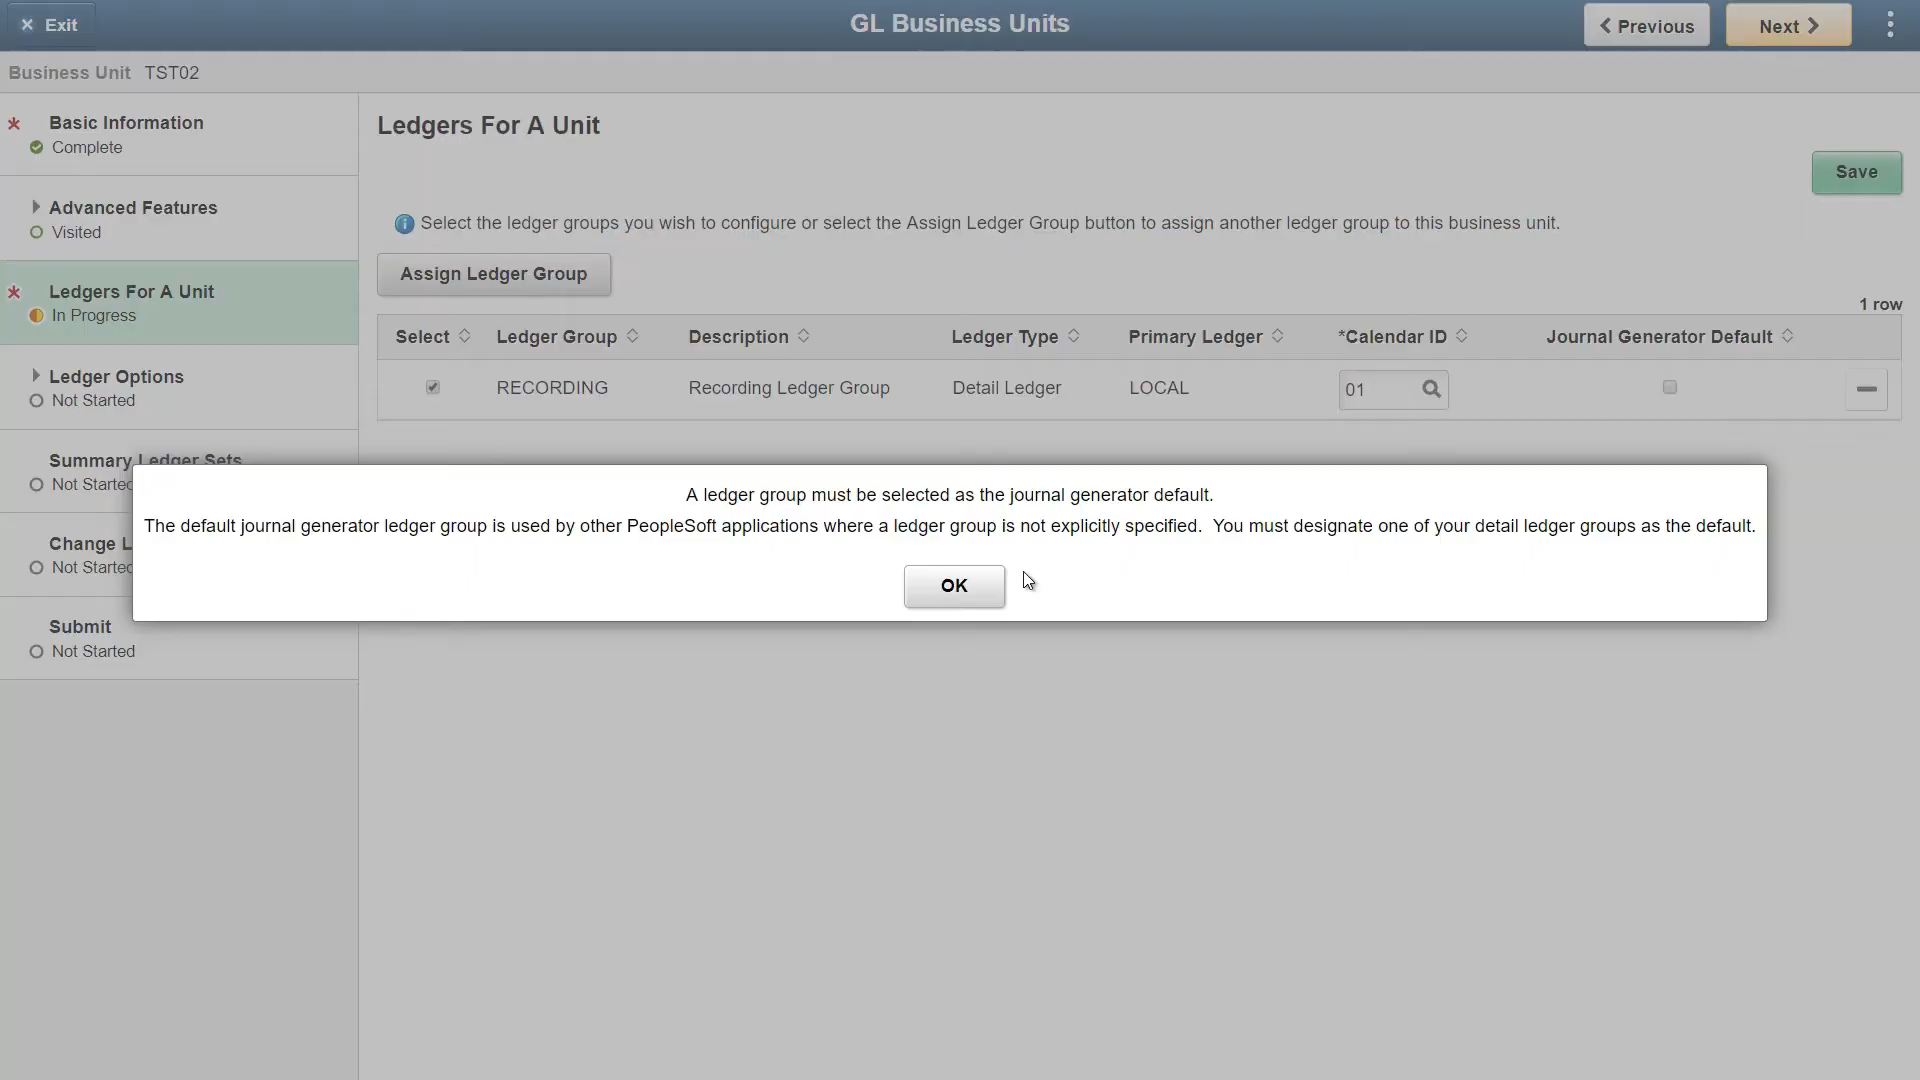 Exit
GL Business Units
Previous
Next
Business Unit TST02
Basic Information
Complete
Advanced Features
Visited
Ledgers For A Unit
In Progress
Ledger Options
Not Started
Summary Ledger Sets
Not Started
Change L
Not Started
Submit
Not Started
Ledgers For A Unit
Save
Select the ledger groups you wish to configure or select the Assign Ledger Group button to assign another ledger group to this business unit.
Assign Ledger Group
1 row
Select Ledger Group Description Ledger Type Primary Ledger *Calendar ID Journal Generator Default
RECORDING Recording Ledger Group Detail Ledger LOCAL 01
A ledger group must be selected as the journal generator default.
The default journal generator ledger group is used by other PeopleSoft applications where a ledger group is not explicitly specified. You must designate one of your detail ledger groups as the default.
OK